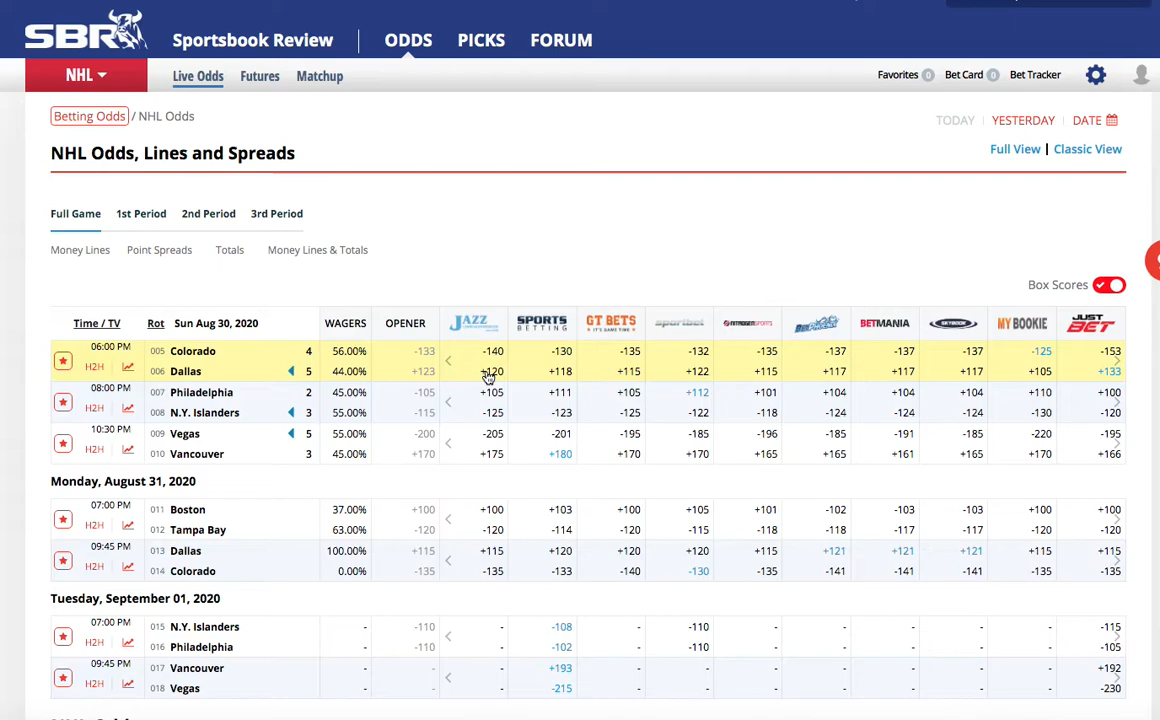 SBR Sportsbook Review ODDS PICKS FORUM
NHL Live Odds Futures Matchup Favorites 0 Bet Card 0 Bet Tracker
Betting Odds / NHL Odds TODAY YESTERDAY DATE
NHL Odds, Lines and Spreads Full View | Classic View
Full Game 1st Period 2nd Period 3rd Period
Money Lines Point Spreads Totals Money Lines & Totals
Box Scores
Time / TV Rot Sun Aug 30, 2020 WAGERS OPENER JAZZ SPORTS BETTING GT BETS IT'S GAME TIME sportbet NITROGENSPORTS BETMANIA SKYBOOK MY BOOKIE JUST BET
06:00 PM 005 Colorado 4 56.00% -133 -140 -130 -135 -132 -135 -137 -137 -137 -125 -153
H2H 006 Dallas 5 44.00% +123 +120 +118 +115 +122 +115 +117 +117 +117 +105 +133
08:00 PM 007 Philadelphia 2 45.00% -105 +105 +111 +105 +112 +101 +104 +104 +104 +110 +100
H2H 008 N.Y. Islanders 3 55.00% -115 -125 -123 -125 -122 -118 -124 -124 -124 -130 -120
10:30 PM 009 Vegas 5 55.00% -200 -205 -201 -195 -185 -196 -185 -191 -185 -220 -195
H2H 010 Vancouver 3 45.00% +170 +175 +180 +170 +170 +165 +165 +161 +165 +170 +166
Monday, August 31, 2020
07:00 PM 011 Boston 37.00% +100 +100 +103 +100 +105 +101 -102 -103 -103 +100 +100
H2H 012 Tampa Bay 63.00% -120 -120 -114 -120 -115 -118 -118 -117 -117 -120 -120
09:45 PM 013 Dallas 100.00% +115 +115 +120 +120 +120 +115 +121 +121 +121 +115 +115
H2H 014 Colorado 0.00% -135 -135 -133 -140 -130 -135 -141 -141 -141 -135 -135
Tuesday, September 01, 2020
07:00 PM 015 N.Y. Islanders - -110 - -108 - -110 - - - - - -115
H2H 016 Philadelphia - -110 - -102 - -110 - - - - - -105
09:45 PM 017 Vancouver - - - +193 - - - - - - - +192
H2H 018 Vegas - - - -215 - - - - - - - -230